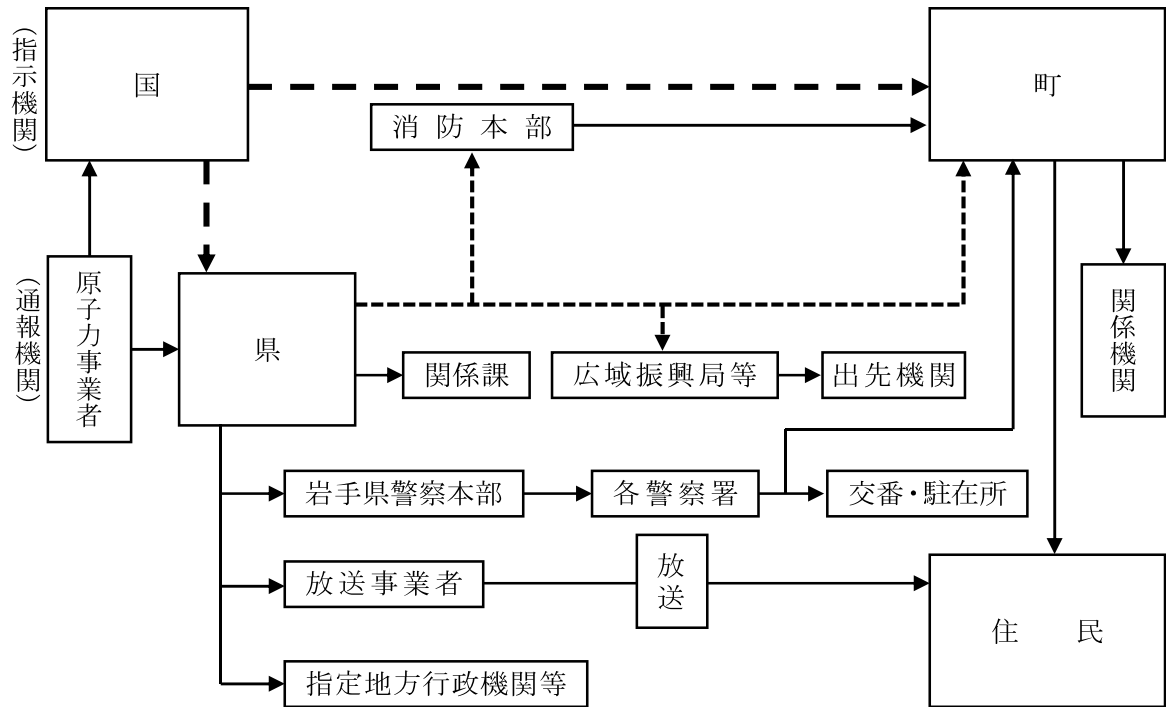 (指示機関)
国
町
消防本部
(通報機関)
原子力事業者
県
関係課
広域振興局等
出先機関
関係機関
岩手県警察本部
各警察署
交番・駐在所
放送事業者
放送
住民
指定地方行政機関等